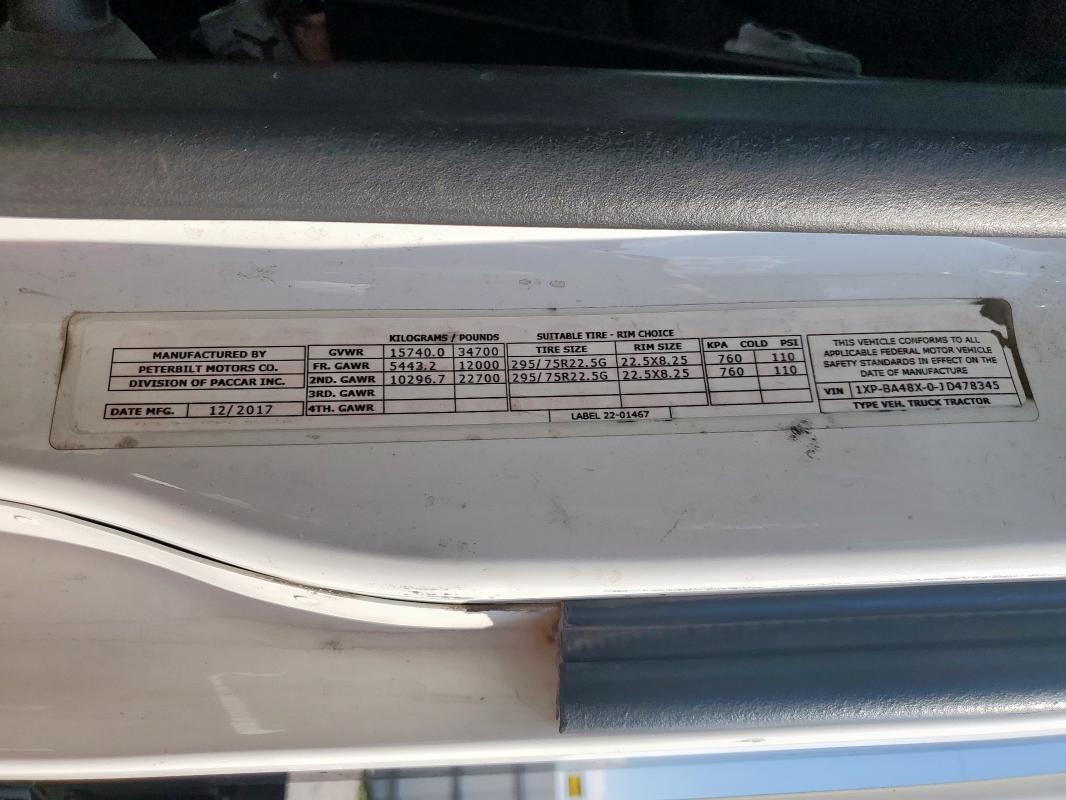 KILOGRAMS / POUNDS SUITABLE TIRE - RIM CHOICE
MANUFACTURED BY
PETERBILT MOTORS CO.
DIVISION OF PACCAR INC.
DATE MFG. 12/2017
TIRE SIZE RIM SIZE KPA COLD PSI
GVWR 15740.0 34700
FR. GAWR 5443.2 12000 295/75R22.5G 22.5X8.25 760 110
2ND. GAWR 10296.7 22700 295/75R22.5G 22.5X8.25 760 110
3RD. GAWR
4TH. GAWR
LABEL 22-01467
THIS VEHICLE CONFORMS TO ALL
APPLICABLE FEDERAL MOTOR VEHICLE
SAFETY STANDARDS IN EFFECT ON THE
DATE OF MANUFACTURE
VIN 1XP-BA48X-0-JD478345
TYPE VEH. TRUCK TRACTOR